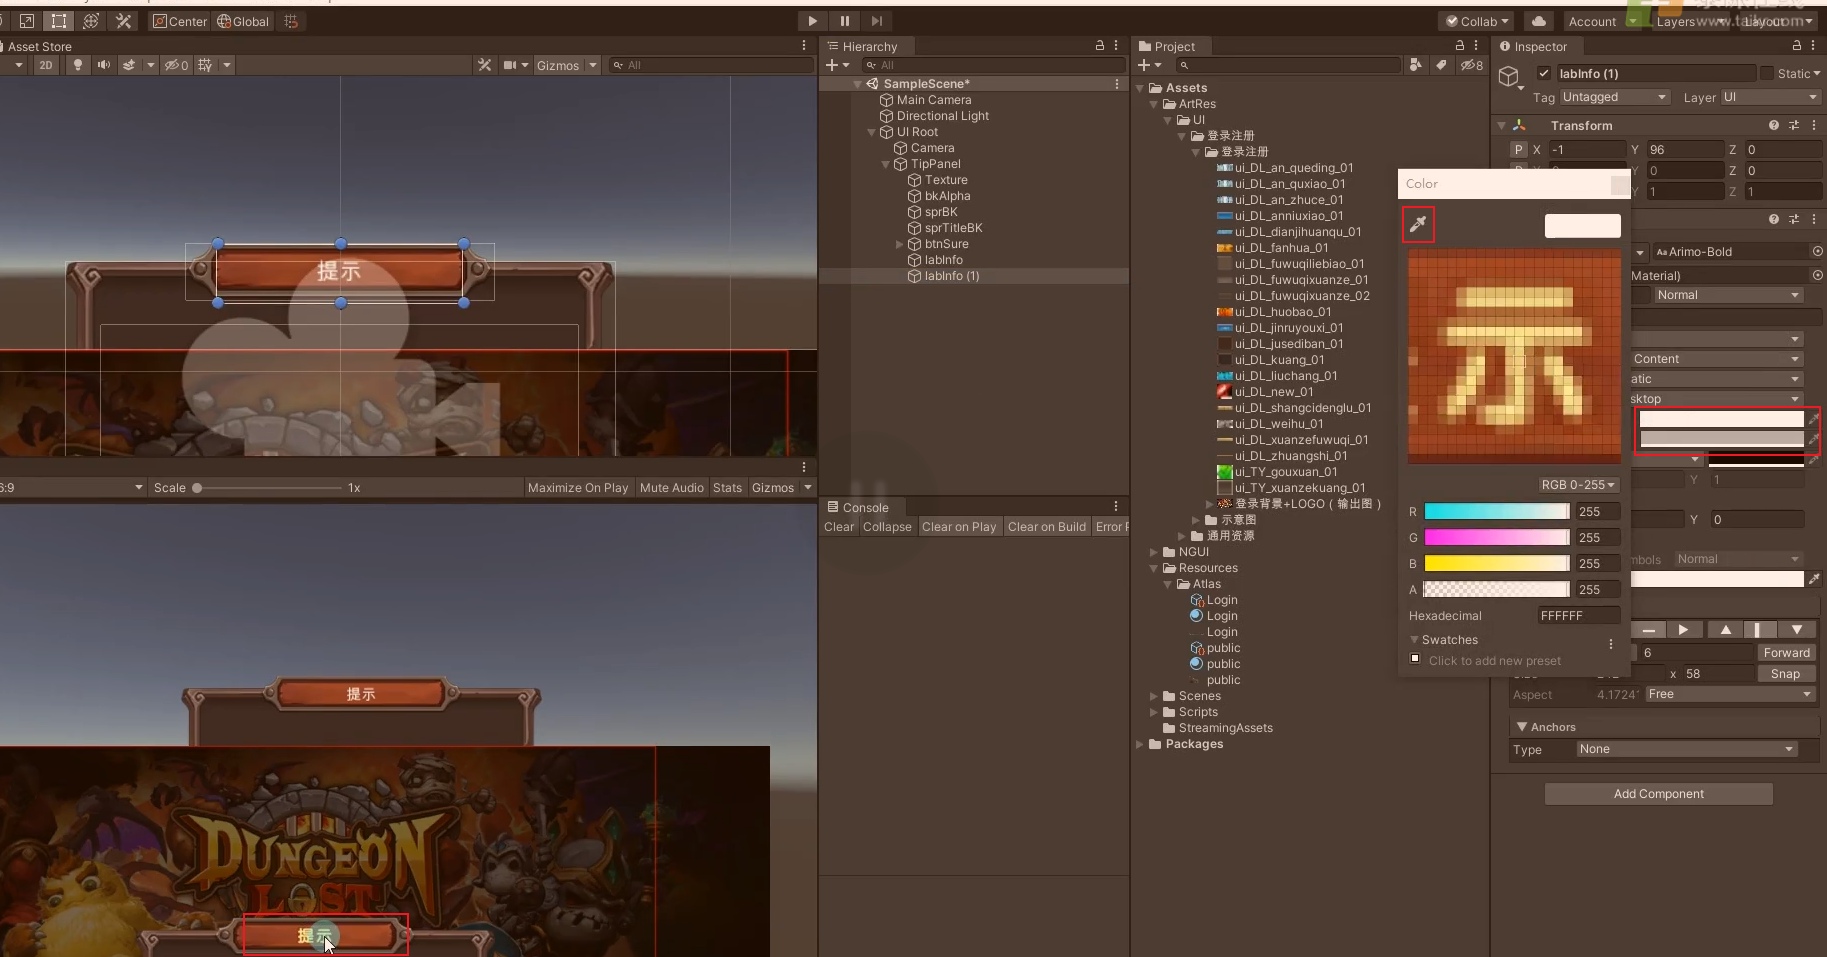 Center
Global
Collab
Account
Layers
Layout
www.taikr.com
Asset Store
2D
0
Gizmos
All
Hierarchy
All
SampleScene*
Main Camera
Directional Light
UI Root
Camera
TipPanel
Texture
bkAlpha
sprBK
sprTitleBK
btnSure
labInfo
labInfo (1)
Project
8
Assets
ArtRes
UI
登录注册
登录注册
ui_DL_an_queding_01
ui_DL_an_quxiao_01
ui_DL_an_zhuce_01
ui_DL_anniuxiao_01
ui_DL_dianjihuanqu_01
ui_DL_fanhua_01
ui_DL_fuwuqiliebiao_01
ui_DL_fuwuqixuanze_01
ui_DL_fuwuqixuanze_02
ui_DL_huobao_01
ui_DL_jinruyouxi_01
ui_DL_jusediban_01
ui_DL_kuang_01
ui_DL_liuchang_01
ui_DL_new_01
ui_DL_shangcidenglu_01
ui_DL_weihu_01
ui_DL_xuanzefuwuqi_01
ui_DL_zhuangshi_01
ui_TY_gouxuan_01
ui_TY_xuanzekuang_01
登录背景+LOGO ( 输出图 )
示意图
通用资源
NGUI
Resources
Atlas
Login
Login
Login
public
public
public
Scenes
Scripts
StreamingAssets
Packages
Inspector
labInfo (1)
Static
Tag Untagged Layer UI
Transform
P X -1 Y 96 Z 0
Y 0 Z 0
Y 1 Z 1
Arimo-Bold
Material)
Normal
Content
atic
sktop
Y 1
Y 0
mbols Normal
6 Forward
x 58 Snap
Aspect 4.1724 Free
Anchors
Type None
Add Component
Color
示
RGB 0-255
R 255
G 255
B 255
A 255
Hexadecimal FFFFFF
Swatches
Click to add new preset
提示
6:9
Scale 1x
Maximize On Play
Mute Audio
Stats
Gizmos
Console
Clear
Collapse
Clear on Play
Clear on Build
Error P
提示
DUNGEON
LOST
提示